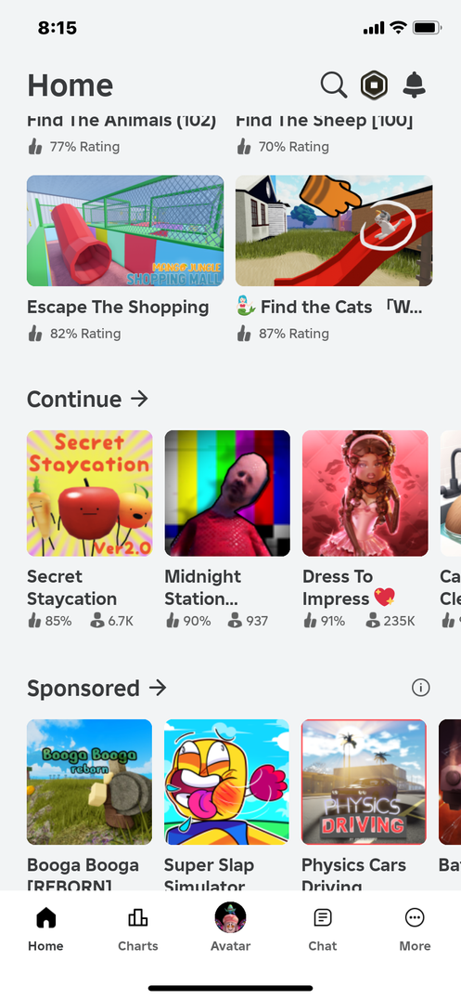 8:15
Home
Find The Animals (102)
Find The Sheep [100]
77% Rating
70% Rating
SHOPPING MALL
Escape The Shopping
🧜‍♀️ Find the Cats 「W...
82% Rating
87% Rating
Continue →
Secret
Staycation
Ver2.0
Secret
Staycation
Midnight
Station...
Dress To
Impress 💖
Ca
Cle
85%
6.7K
90%
937
91%
235K
Sponsored →
Booga Booga
reborn
PHYSICS
DRIVING
Booga Booga
[REBORN]
Super Slap
Simulator
Physics Cars
Driving
Ba
Home
Charts
Avatar
Chat
More